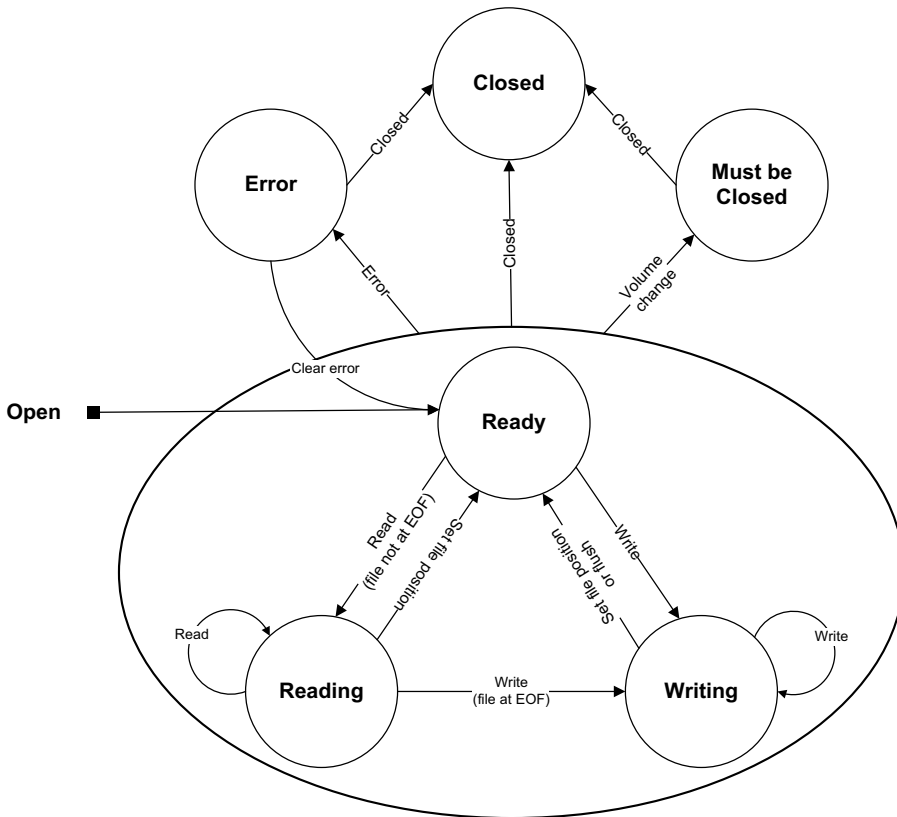 Closed
Closed
Closed
Error
Must be
Closed
Closed
Error
Volume
change
Clear error
Open
Ready
Read
(file not at EOF)
Set file position
Set file position
or flush
Write
Read
Write
Reading
Write
(file at EOF)
Writing